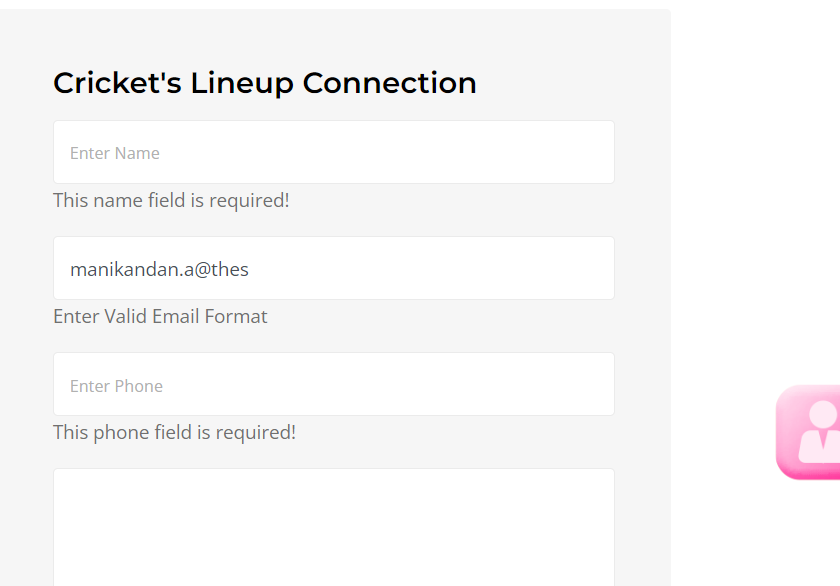 Cricket's Lineup Connection
Enter Name
This name field is required!
manikandan.a@thes
Enter Valid Email Format
Enter Phone
This phone field is required!